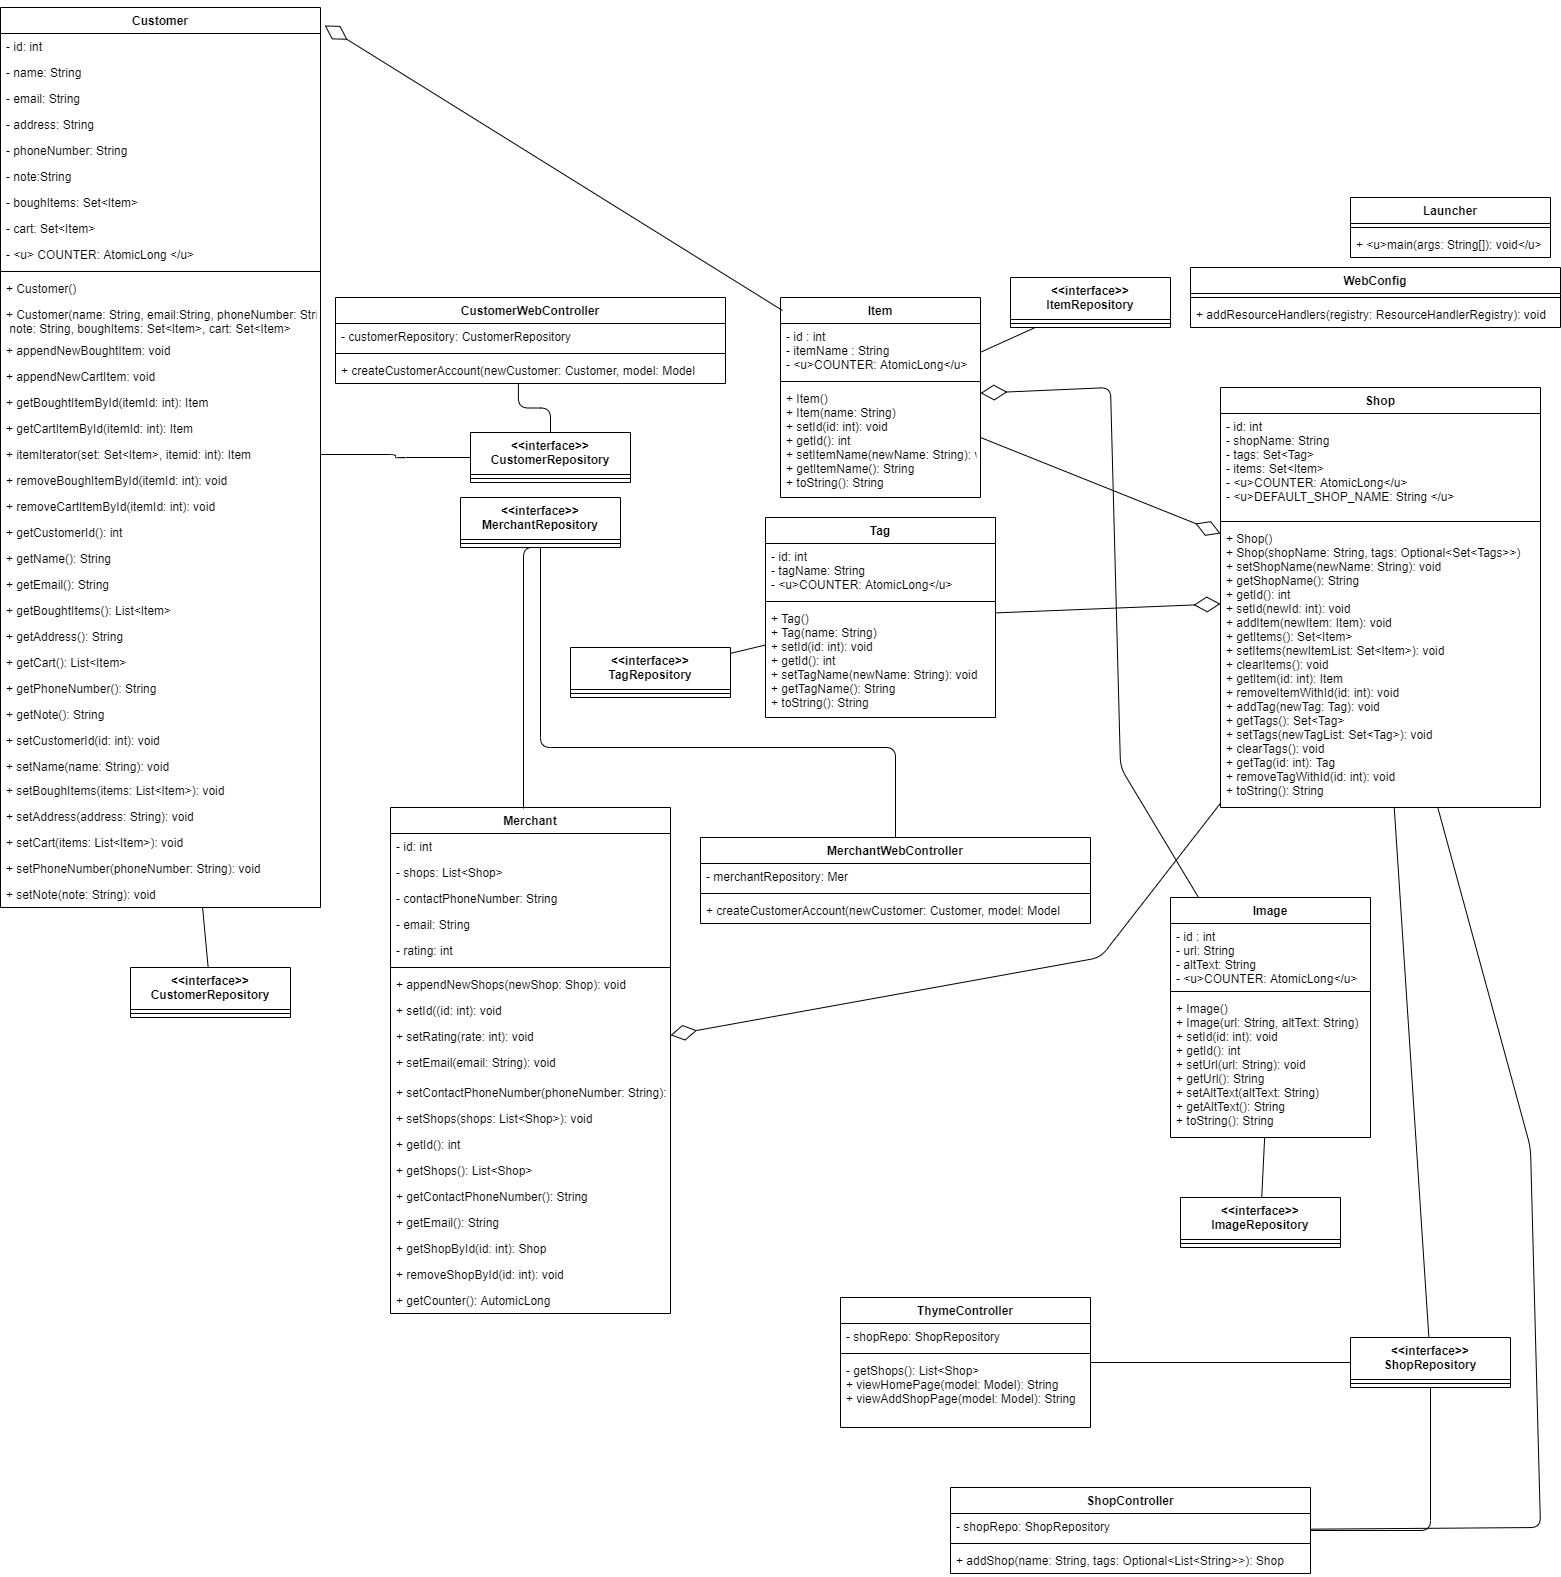 Customer
- id: int
- name: String
- email: String
- address: String
- phoneNumber: String
- note:String
- boughItems: Set<Item>
- cart: Set<Item>
- <u> COUNTER: AtomicLong </u>
+ Customer()
+ Customer(name: String, email:String, phoneNumber: Stri
note: String, boughItems: Set<Item>, cart: Set<Item>
+ appendNewBoughtItem: void
+ appendNewCartItem: void
+ getBoughtItemById(itemId: int): Item
+ getCartItemById(itemId: int): Item
+ itemIterator(set: Set<Item>, itemid: int): Item
+ removeBoughItemById(itemId: int): void
+ removeCartItemById(itemId: int): void
+ getCustomerId(): int
+ getName(): String
+ getEmail(): String
+ getBoughtItems(): List<Item>
+ getAddress(): String
+ getCart(): List<Item>
+ getPhoneNumber(): String
+ getNote(): String
+ setCustomerId(id: int): void
+ setName(name: String): void
+ setBoughItems(items: List<Item>): void
+ setAddress(address: String): void
+ setCart(items: List<Item>): void
+ setPhoneNumber(phoneNumber: String): void
+ setNote(note: String): void
<<interface>>
CustomerRepository
CustomerWebController
- customerRepository: CustomerRepository
+ createCustomerAccount(newCustomer: Customer, model: Model
<<interface>>
CustomerRepository
<<interface>>
MerchantRepository
Item
- id : int
- itemName : String
- <u>COUNTER: AtomicLong</u>
+ Item()
+ Item(name: String)
+ setId(id: int): void
+ getId(): int
+ setItemName(newName: String):
+ getItemName(): String
+ toString(): String
<<interface>>
ItemRepository
Launcher
+ <u>main(args: String[]): void</u>
WebConfig
+ addResourceHandlers(registry: ResourceHandlerRegistry): void
Shop
- id: int
- shopName: String
- tags: Set<Tag>
- items: Set<Item>
- <u>COUNTER: AtomicLong</u>
- <u>DEFAULT_SHOP_NAME: String </u>
+ Shop()
+ Shop(shopName: String, tags: Optional<Set<Tags>>)
+ setShopName(newName: String): void
+ getShopName(): String
+ getId(): int
+ setId(newId: int): void
+ addItem(newItem: Item): void
+ getItems(): Set<Item>
+ setItems(newItemList: Set<Item>): void
+ clearItems(): void
+ getItem(id: int): Item
+ removeItemWithId(id: int): void
+ addTag(newTag: Tag): void
+ getTags(): Set<Tag>
+ setTags(newTagList: Set<Tag>): void
+ clearTags(): void
+ getTag(id: int): Tag
+ removeTagWithId(id: int): void
+ toString(): String
Tag
- id: int
- tagName: String
- <u>COUNTER: AtomicLong</u>
+ Tag()
+ Tag(name: String)
+ setId(id: int): void
+ getId(): int
+ setTagName(newName: String): void
+ getTagName(): String
+ toString(): String
<<interface>>
TagRepository
Merchant
- id: int
- shops: List<Shop>
- contactPhoneNumber: String
- email: String
- rating: int
+ appendNewShops(newShop: Shop): void
+ setId((id: int): void
+ setRating(rate: int): void
+ setEmail(email: String): void
+ setContactPhoneNumber(phoneNumber: String):
+ setShops(shops: List<Shop>): void
+ getId(): int
+ getShops(): List<Shop>
+ getContactPhoneNumber(): String
+ getEmail(): String
+ getShopById(id: int): Shop
+ removeShopById(id: int): void
+ getCounter(): AutomicLong
MerchantWebController
- merchantRepository: Mer
+ createCustomerAccount(newCustomer: Customer, model: Model
Image
- id : int
- url: String
- altText: String
- <u>COUNTER: AtomicLong</u>
+ Image()
+ Image(url: String, altText: String)
+ setId(id: int): void
+ getId(): int
+ setUrl(url: String): void
+ getUrl(): String
+ setAltText(altText: String)
+ getAltText(): String
+ toString(): String
<<interface>>
ImageRepository
ThymeController
- shopRepo: ShopRepository
- getShops(): List<Shop>
+ viewHomePage(model: Model): String
+ viewAddShopPage(model: Model): String
<<interface>>
ShopRepository
ShopController
- shopRepo: ShopRepository
+ addShop(name: String, tags: Optional<List<String>>): Shop